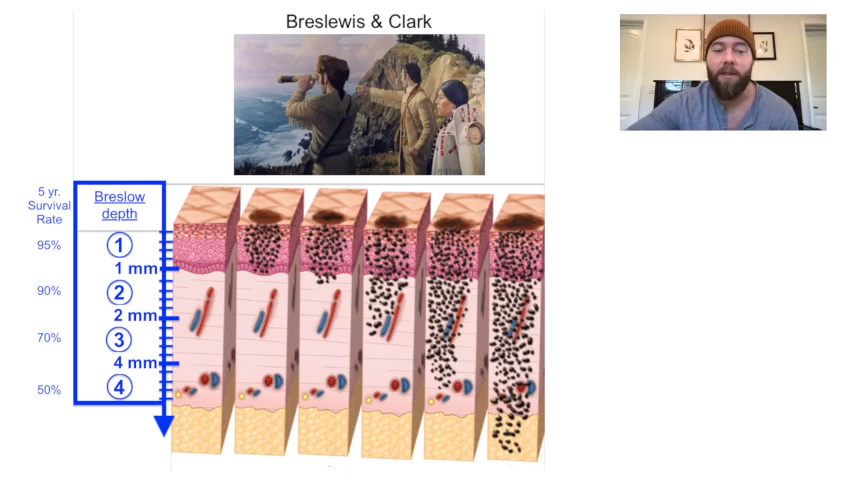 Breslewis & Clark
5 yr.
Survival
Rate
Breslow
depth
95%
1
1 mm
90%
2
2 mm
70%
3
4 mm
50%
4